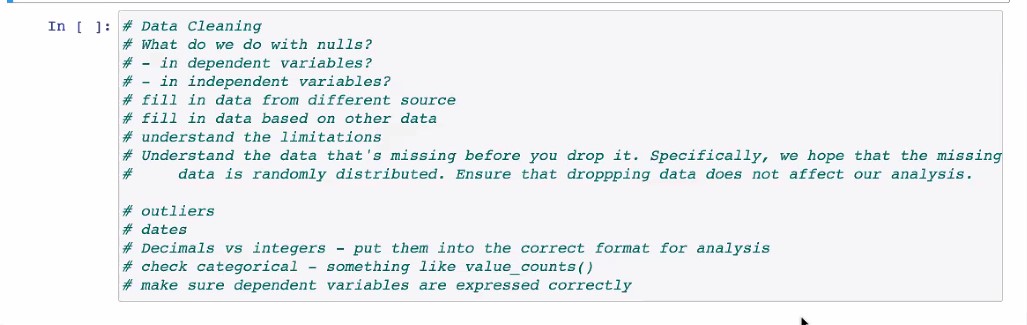 In [ ]: # Data Cleaning
# What do we do with nulls?
# - in dependent variables?
# - in independent variables?
# fill in data from different source
# fill in data based on other data
# understand the limitations
# Understand the data that's missing before you drop it. Specifically, we hope that the missing
#     data is randomly distributed. Ensure that droppping data does not affect our analysis.
# outliers
# dates
# Decimals vs integers - put them into the correct format for analysis
# check categorical - something like value_counts()
# make sure dependent variables are expressed correctly